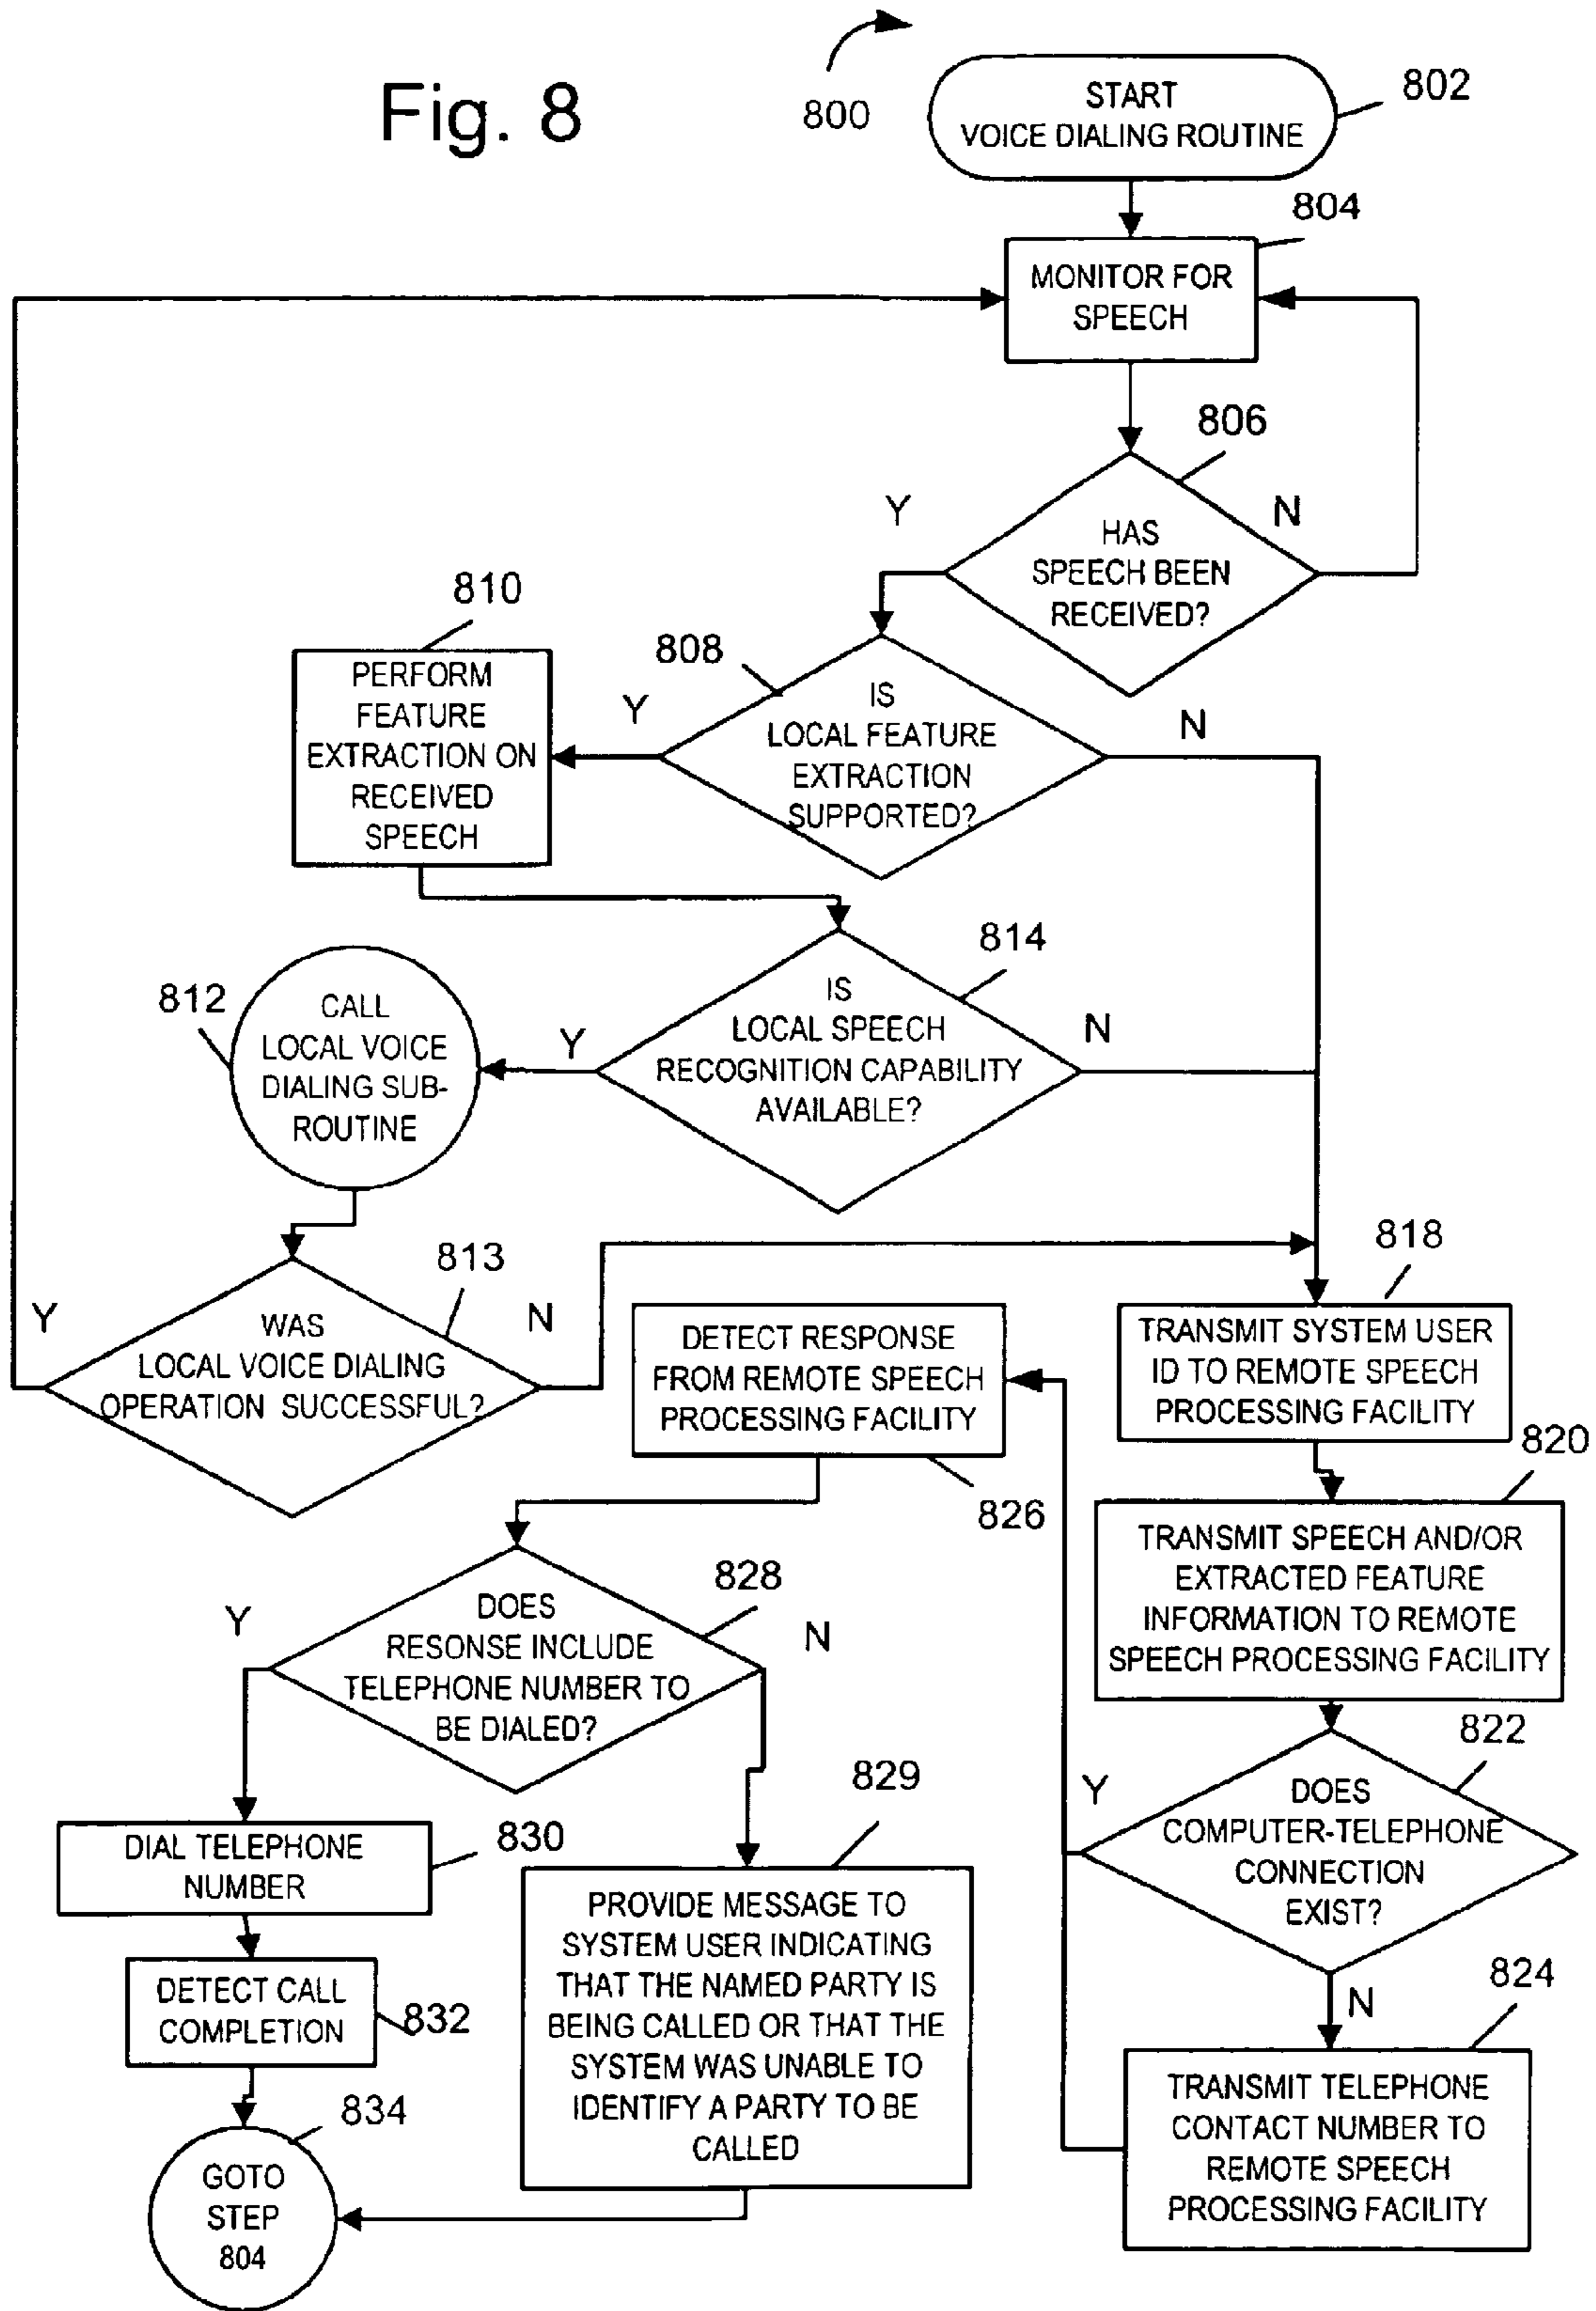 Fig. 8
800
START
VOICE DIALING ROUTINE
802
804
MONITOR FOR
SPEECH
806
Y
N
HAS
SPEECH BEEN
RECEIVED?
810
PERFORM
FEATURE
EXTRACTION ON
RECEIVED
SPEECH
808
Y
N
IS
LOCAL FEATURE
EXTRACTION
SUPPORTED?
814
IS
LOCAL SPEECH
RECOGNITION CAPABILITY
AVAILABLE?
Y
N
812
CALL
LOCAL VOICE
DIALING SUB-
ROUTINE
813
Y
N
WAS
LOCAL VOICE DIALING
OPERATION SUCCESSFUL?
818
TRANSMIT SYSTEM USER
ID TO REMOTE SPEECH
PROCESSING FACILITY
DETECT RESPONSE
FROM REMOTE SPEECH
PROCESSING FACILITY
826
820
TRANSMIT SPEECH AND/OR
EXTRACTED FEATURE
INFORMATION TO REMOTE
SPEECH PROCESSING FACILITY
828
Y
N
DOES
RESONSE INCLUDE
TELEPHONE NUMBER TO
BE DIALED?
822
Y
DOES
COMPUTER-TELEPHONE
CONNECTION
EXIST?
N
824
TRANSMIT TELEPHONE
CONTACT NUMBER TO
REMOTE SPEECH
PROCESSING FACILITY
829
PROVIDE MESSAGE TO
SYSTEM USER INDICATING
THAT THE NAMED PARTY IS
BEING CALLED OR THAT THE
SYSTEM WAS UNABLE TO
IDENTIFY A PARTY TO BE
CALLED
DIAL TELEPHONE
NUMBER
830
DETECT CALL
COMPLETION
832
834
GOTO
STEP
804